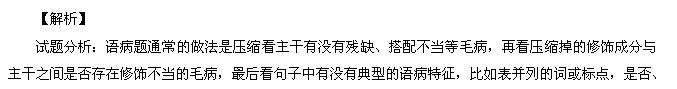 【解析】
试题分析：语病题通常的做法是压缩看主干有没有残缺、搭配不当等毛病，再看压缩掉的修饰成分与
主干之间是否存在修饰不当的毛病，最后看句子中有没有典型的语病特征，比如表并列的词或标点，是否、